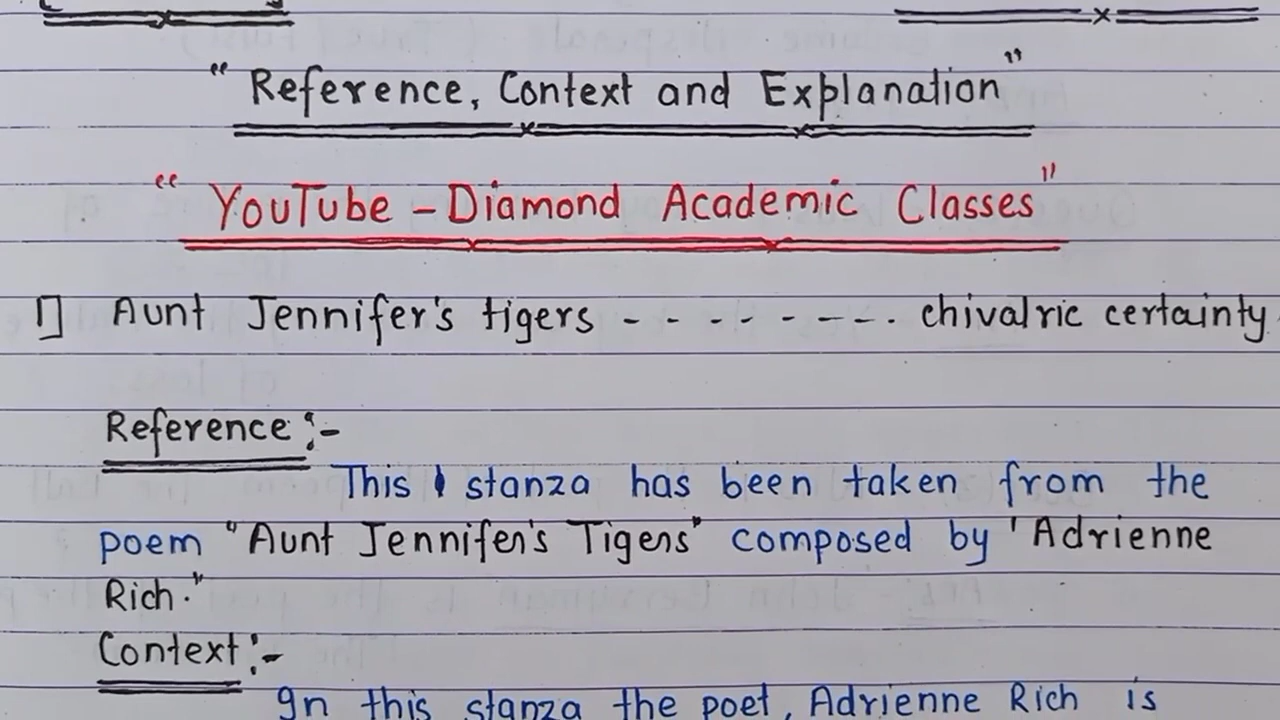 " Reference, Context and Explanation "
" YouTube - Diamond Academic Classes "
1] Aunt Jennifer's tigers - - - - - - - . chivalric certainty.
Reference :-
This stanza has been taken from the
poem "Aunt Jennifer's Tigers" composed by 'Adrienne
Rich."
Context :-
In this stanza the poet, Adrienne Rich is